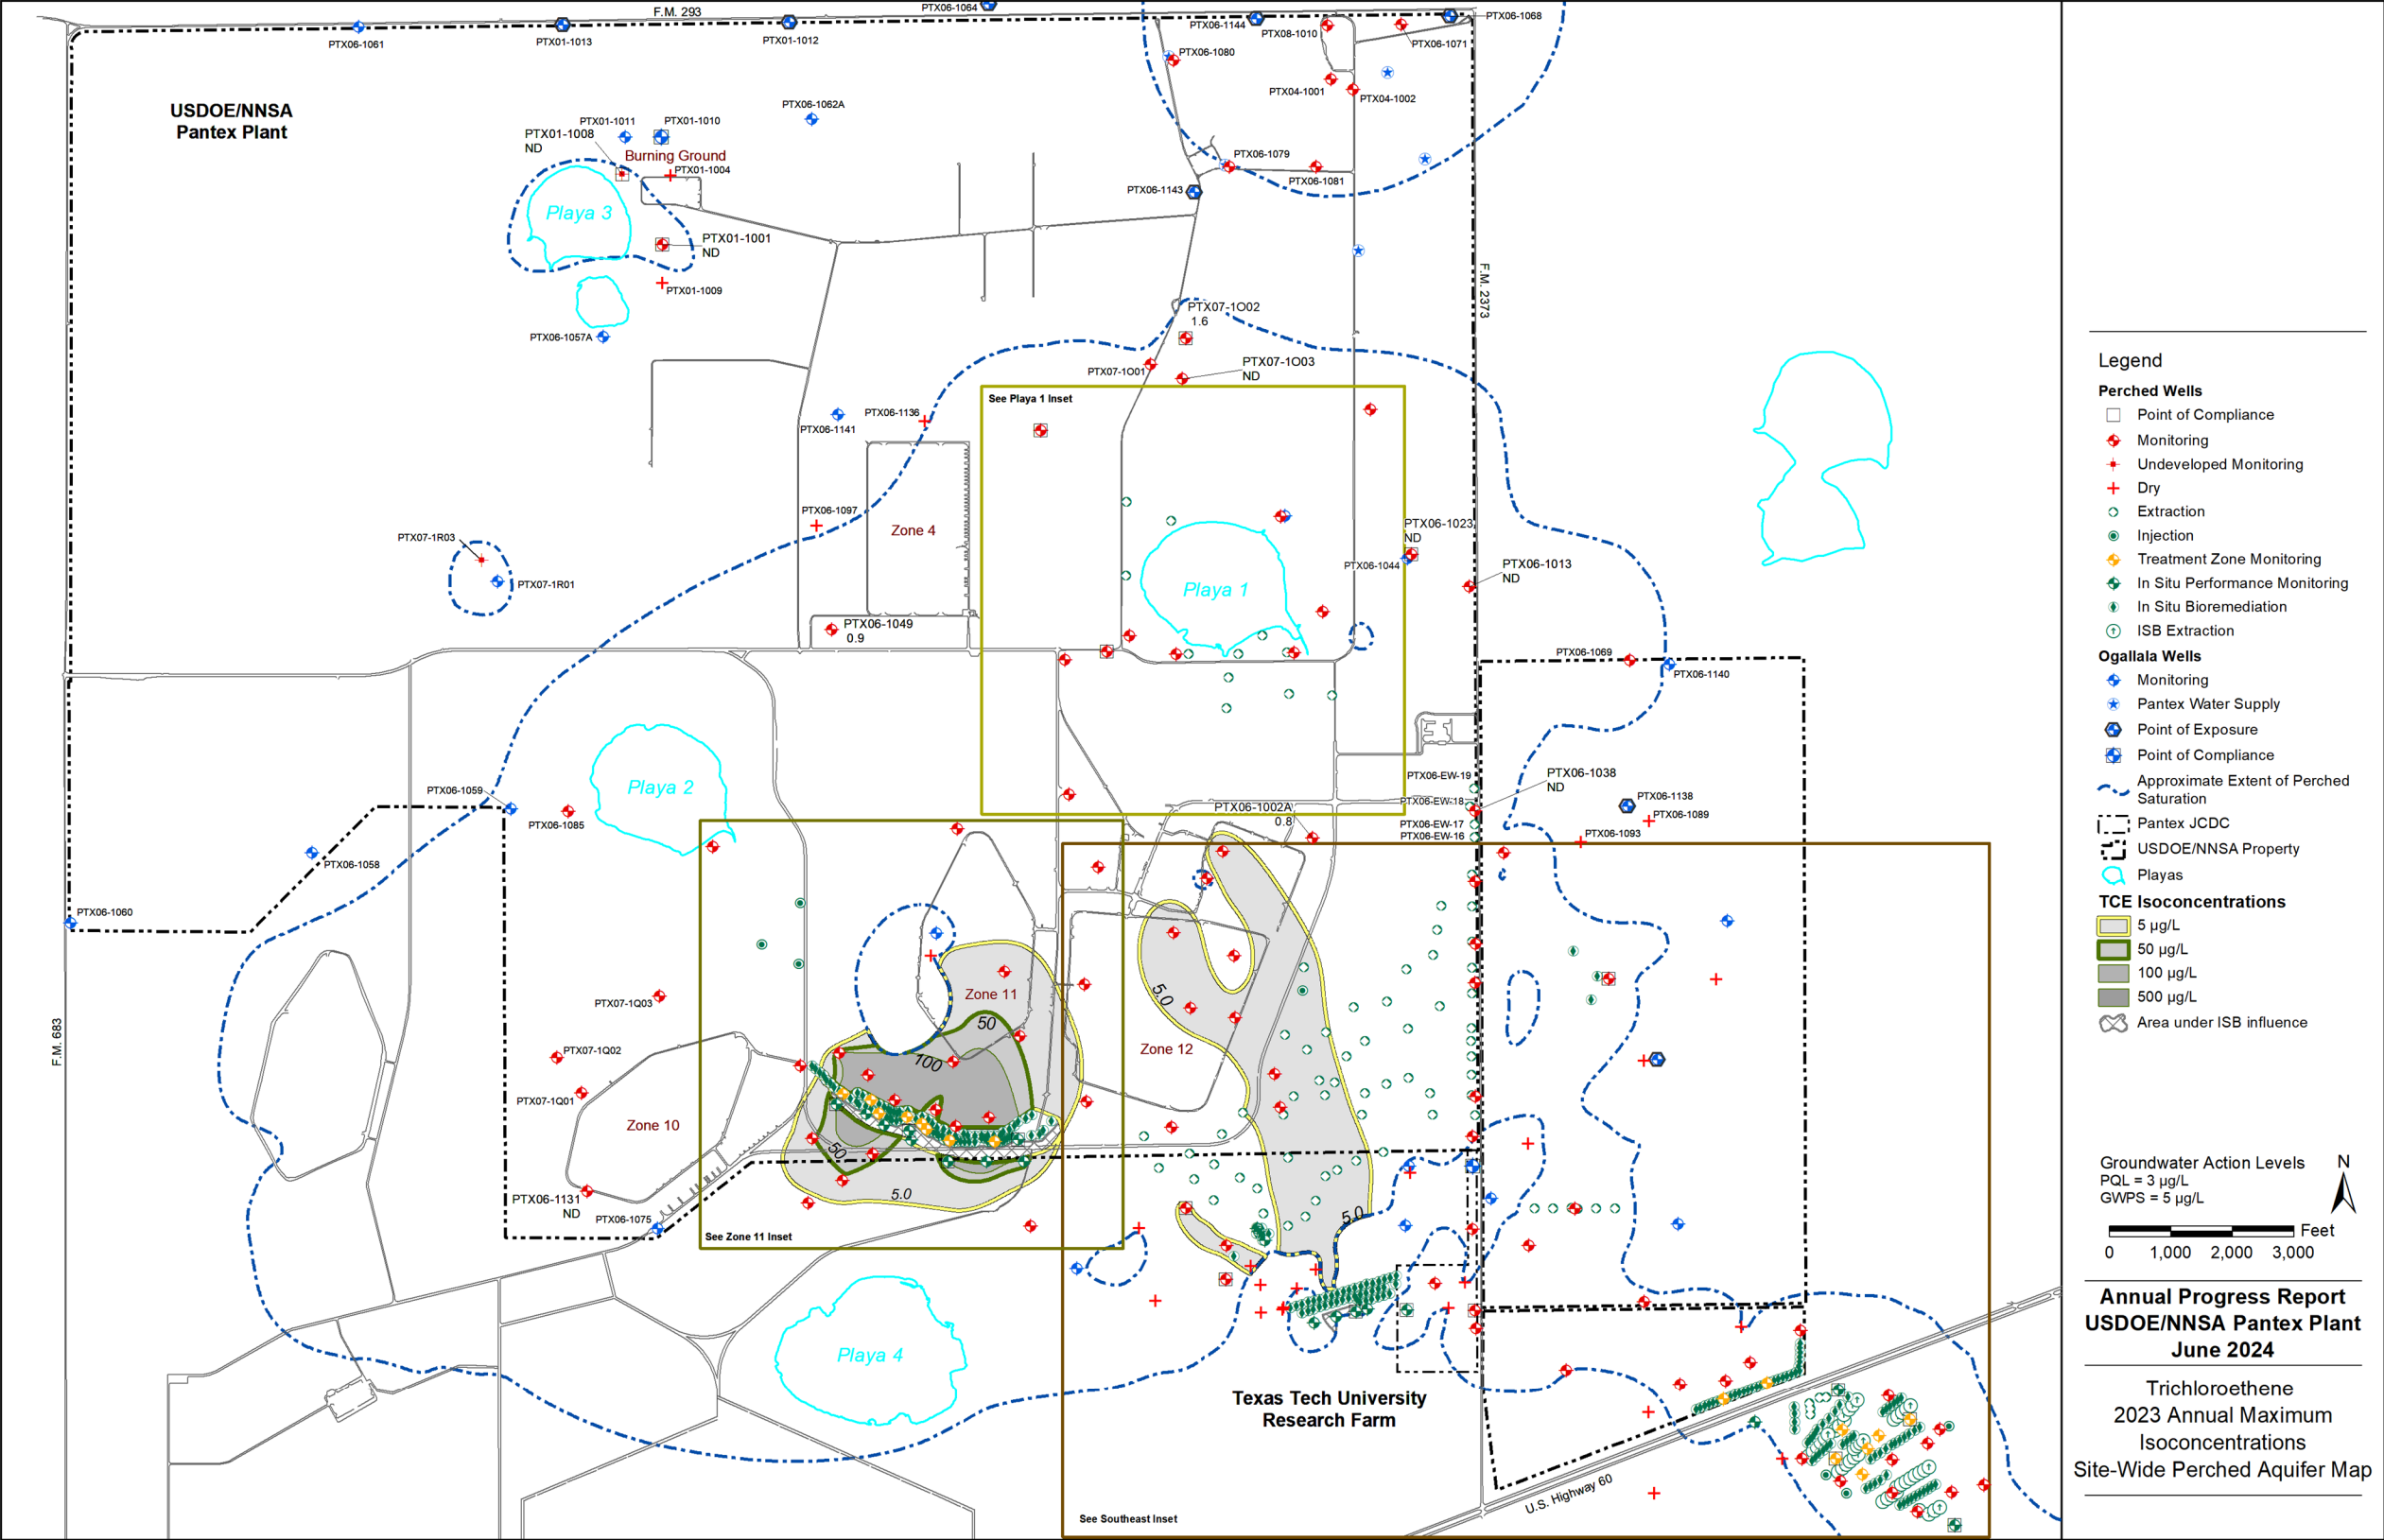 F.M. 293
PTX06-1064
PTX06-1061
PTX01-1013
PTX01-1012
PTX06-1144
PTX08-1010
PTX06-1068
PTX06-1071
PTX06-1080
PTX04-1001
PTX04-1002
USDOE/NNSA
Pantex Plant
PTX06-1062A
PTX01-1011
PTX01-1010
PTX01-1008
ND
Burning Ground
PTX01-1004
PTX06-1079
PTX06-1081
PTX06-1143
Playa 3
PTX01-1001
ND
PTX01-1009
PTX06-1057A
F.M. 2373
PTX07-1O02
1.6
PTX07-1O01
PTX07-1O03
ND
See Playa 1 Inset
PTX06-1136
PTX06-1141
PTX06-1097
Zone 4
PTX07-1R03
PTX07-1R01
PTX06-1023
ND
PTX06-1044
PTX06-1013
ND
Playa 1
PTX06-1049
0.9
PTX06-1069
PTX06-1140
Playa 2
PTX06-1059
PTX06-1085
PTX06-1058
PTX06-1060
PTX06-EW-19
PTX06-EW-18
PTX06-EW-17
PTX06-EW-16
PTX06-1038
ND
PTX06-1138
PTX06-1089
PTX06-1093
PTX06-1002A
0.8
F.M. 683
PTX07-1Q03
PTX07-1Q02
PTX07-1Q01
Zone 10
PTX06-1131
ND
PTX06-1075
Zone 11
50
100
50
5.0
See Zone 11 Inset
5.0
Zone 12
5.0
Playa 4
Texas Tech University
Research Farm
U.S. Highway 60
See Southeast Inset
Legend
Perched Wells
Point of Compliance
Monitoring
Undeveloped Monitoring
Dry
Extraction
Injection
Treatment Zone Monitoring
In Situ Performance Monitoring
In Situ Bioremediation
ISB Extraction
Ogallala Wells
Monitoring
Pantex Water Supply
Point of Exposure
Point of Compliance
Approximate Extent of Perched
Saturation
Pantex JCDC
USDOE/NNSA Property
Playas
TCE Isoconcentrations
5 µg/L
50 µg/L
100 µg/L
500 µg/L
Area under ISB influence
Groundwater Action Levels
PQL = 3 µg/L
GWPS = 5 µg/L
N
Feet
0 1,000 2,000 3,000
Annual Progress Report
USDOE/NNSA Pantex Plant
June 2024
Trichloroethene
2023 Annual Maximum
Isoconcentrations
Site-Wide Perched Aquifer Map